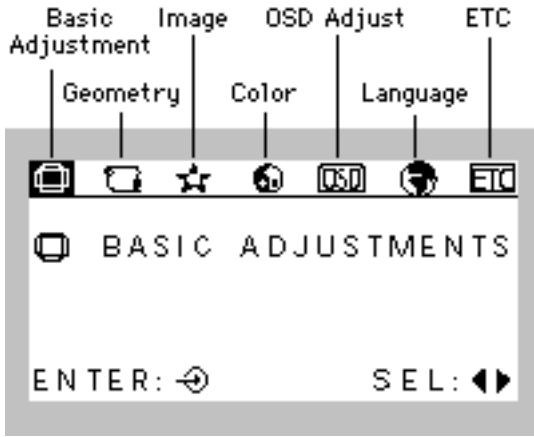 Basic Adjustment Image OSD Adjust ETC
Geometry Color Language
OSD ETC
BASIC ADJUSTMENTS
ENTER: SEL: